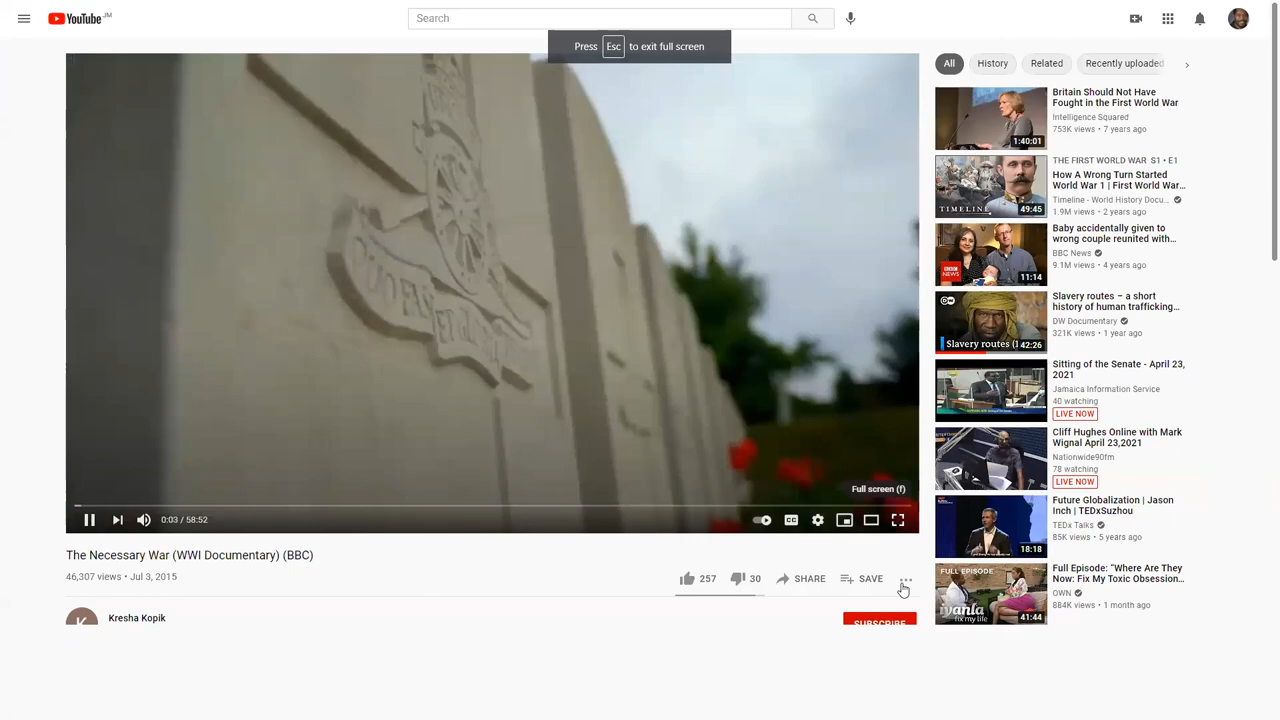 YouTube JM
Search
Press Esc to exit full screen
Full screen (f)
0:03 / 58:52
CC
The Necessary War (WWI Documentary) (BBC)
46,307 views • Jul 3, 2015
257
30
SHARE
SAVE
K
Kresha Kopik
SUBSCRIBE
All
History
Related
Recently uploaded
1:40:01
Britain Should Not Have
Fought in the First World War
Intelligence Squared
753K views • 7 years ago
TIMELINE
49:45
THE FIRST WORLD WAR S1 • E1
How A Wrong Turn Started
World War 1 | First World War...
Timeline - World History Docu...
1.9M views • 2 years ago
BBC
NEWS
11:14
Baby accidentally given to
wrong couple reunited with...
BBC News
9.1M views • 4 years ago
Slavery routes (1
42:26
Slavery routes – a short
history of human trafficking...
DW Documentary
321K views • 1 year ago
Sitting of the Senate - April 23,
2021
Jamaica Information Service
40 watching
LIVE NOW
Cliff Hughes Online with Mark
Wignal April 23,2021
Nationwide90fm
78 watching
LIVE NOW
18:18
Future Globalization | Jason
Inch | TEDxSuzhou
TEDx Talks
85K views • 5 years ago
FULL EPISODE
iyanla
fix my life
41:44
Full Episode: “Where Are They
Now: Fix My Toxic Obsession...
OWN
884K views • 1 month ago